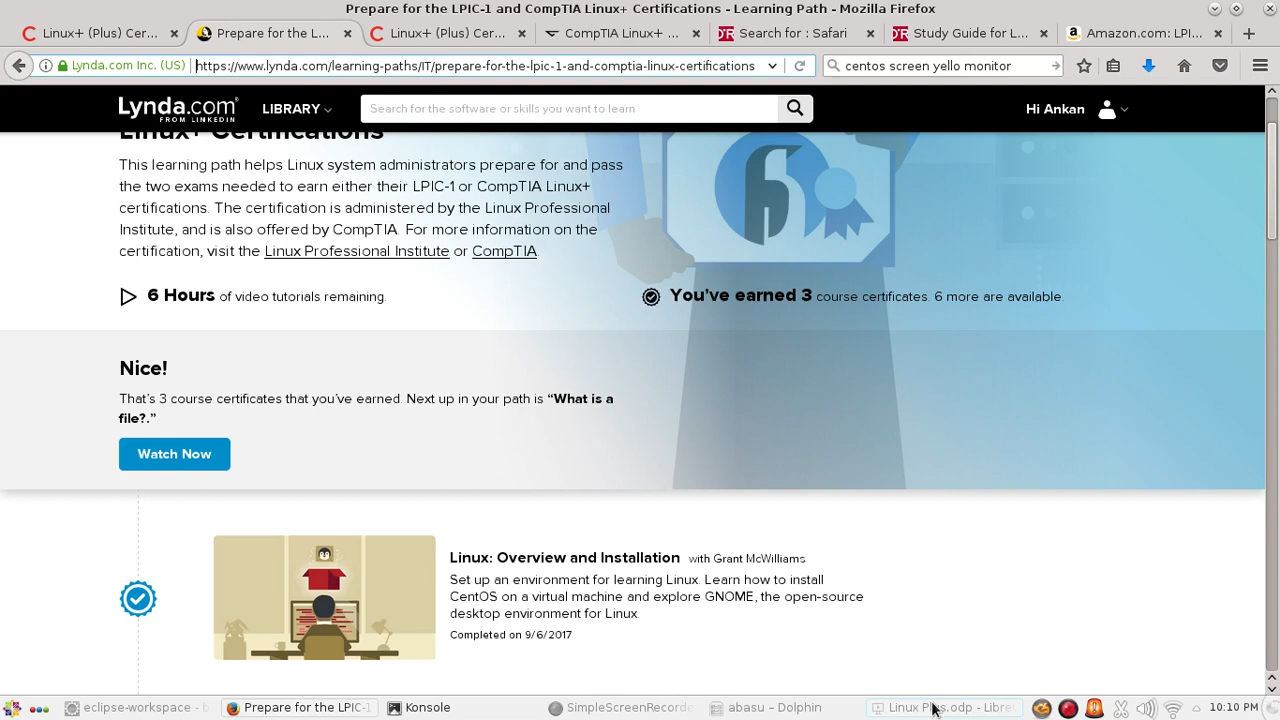 Prepare for the LPIC-1 and CompTIA Linux+ Certifications - Learning Path - Mozilla Firefox
Linux+ (Plus) Cer...
Prepare for the L...
Linux+ (Plus) Cer...
CompTIA Linux+ ...
Search for : Safari
Study Guide for L...
Amazon.com: LPI...
Lynda.com Inc. (US)
https://www.lynda.com/learning-paths/IT/prepare-for-the-lpic-1-and-comptia-linux-certifications
centos screen yello monitor
Lynda.com
FROM LINKEDIN
LIBRARY
Search for the software or skills you want to learn
Hi Ankan
Linux+ Certifications
This learning path helps Linux system administrators prepare for and pass
the two exams needed to earn either their LPIC-1 or CompTIA Linux+
certifications. The certification is administered by the Linux Professional
Institute, and is also offered by CompTIA. For more information on the
certification, visit the Linux Professional Institute or CompTIA.
6 Hours of video tutorials remaining.
You've earned 3 course certificates. 6 more are available.
Nice!
That's 3 course certificates that you've earned. Next up in your path is “What is a
file?.”
Watch Now
Linux: Overview and Installation with Grant McWilliams
Set up an environment for learning Linux. Learn how to install
CentOS on a virtual machine and explore GNOME, the open-source
desktop environment for Linux.
Completed on 9/6/2017
eclipse-workspace - b
Prepare for the LPIC-1
Konsole
SimpleScreenRecorde
abasu – Dolphin
Linux Plus.odp - Libre
10:10 PM